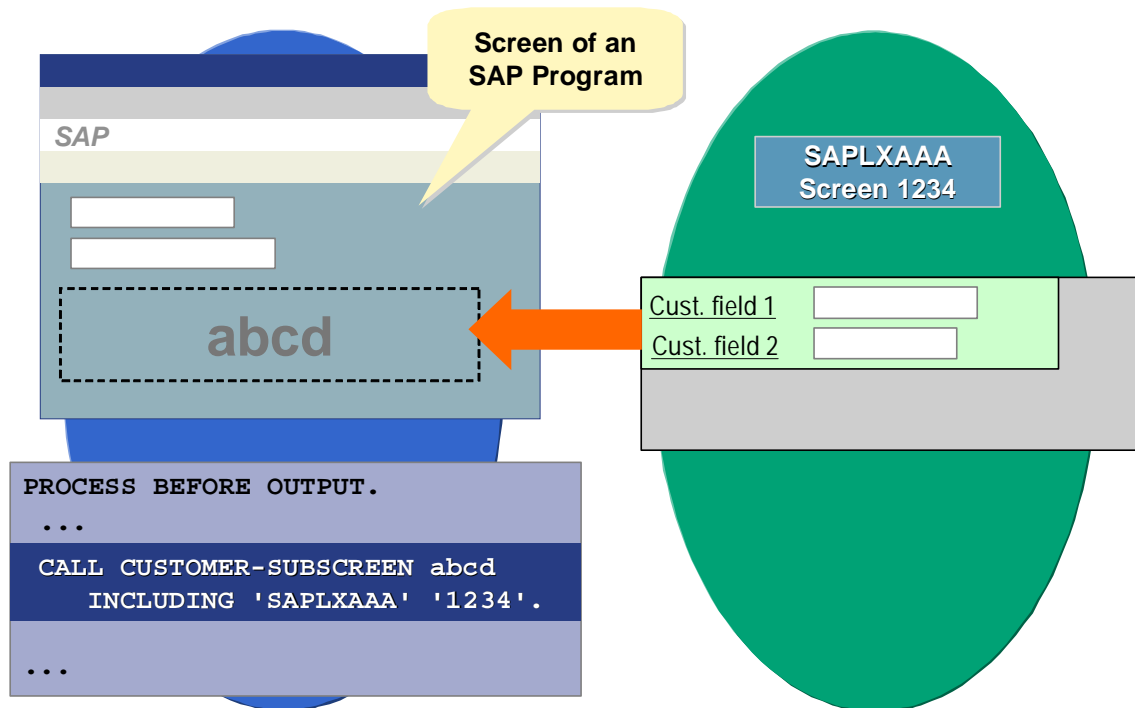 Screen of an
SAP Program
SAP
abcd
SAPLXAAA
Screen 1234
Cust. field 1
Cust. field 2
PROCESS BEFORE OUTPUT.
...
CALL CUSTOMER-SUBSCREEN abcd
INCLUDING 'SAPLXAAA' '1234'.
...